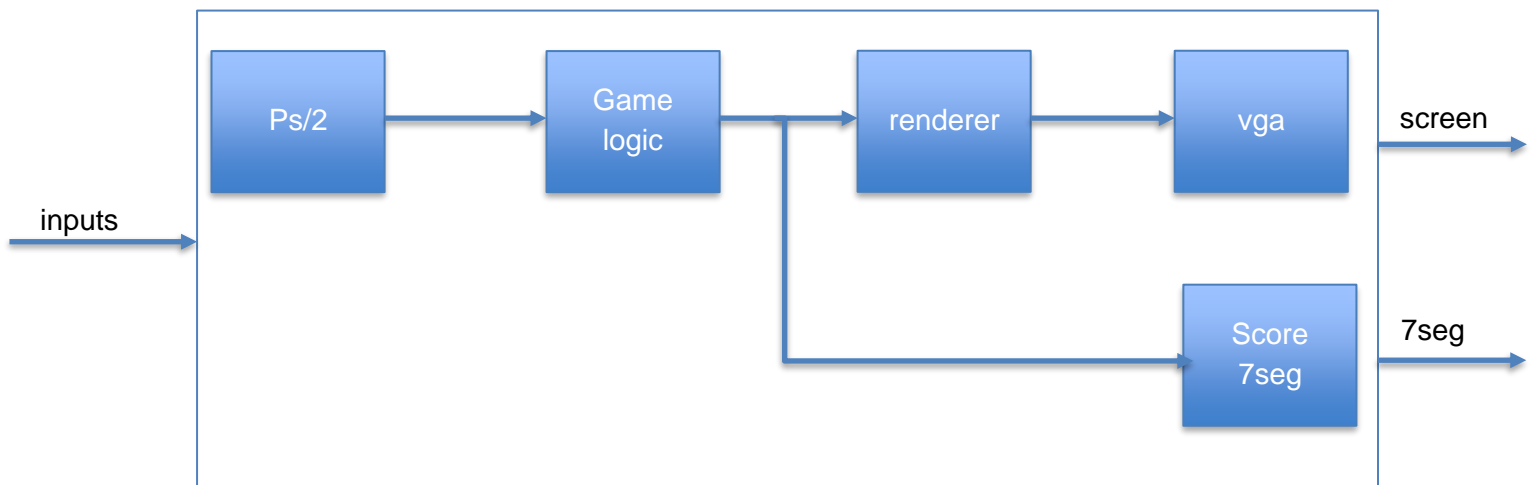 Ps/2
Game
logic
renderer
vga
screen
inputs
Score
7seg
7seg